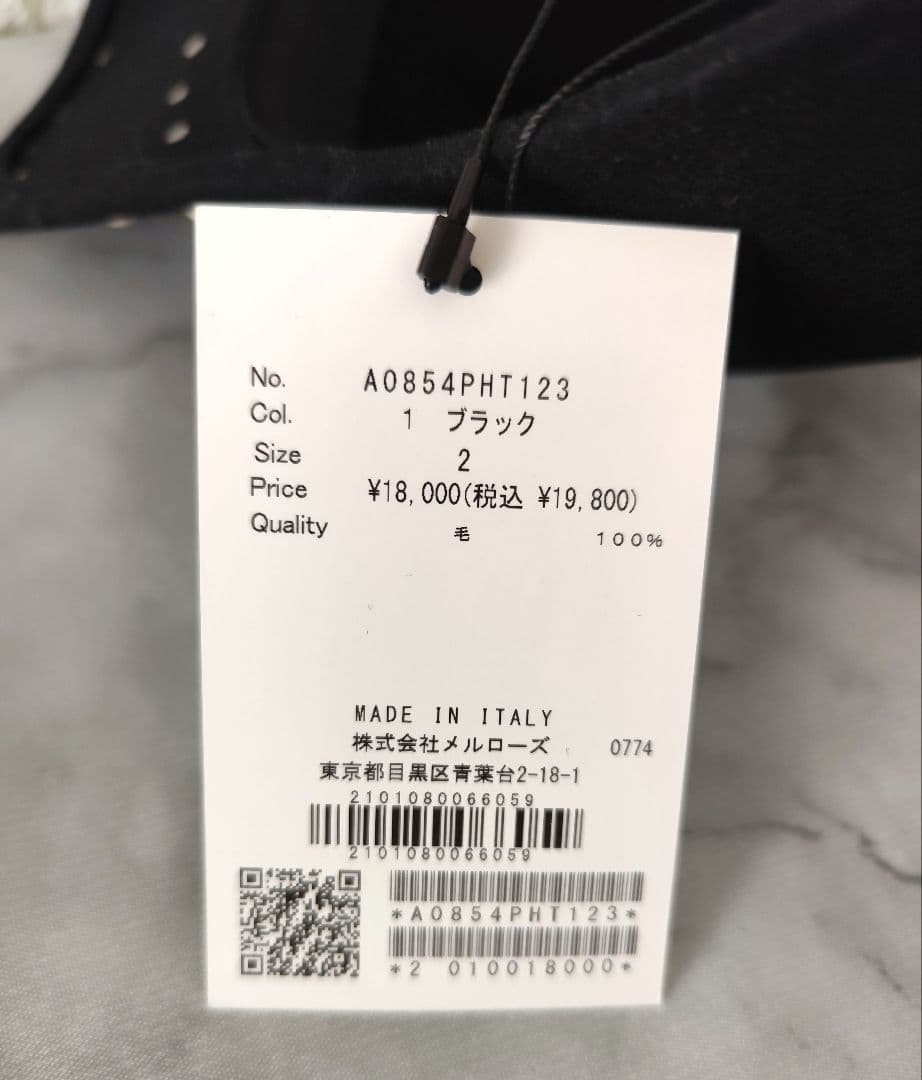 No. A0854PHT123
Col. 1 ブラック
Size 2
Price ¥18,000(税込 ¥19,800)
Quality 毛 100%
MADE IN ITALY
株式会社メルローズ 0774
東京都目黒区青葉台2-18-1
2101080066059
2101080066059
*A0854PHT123*
*2 010018000*